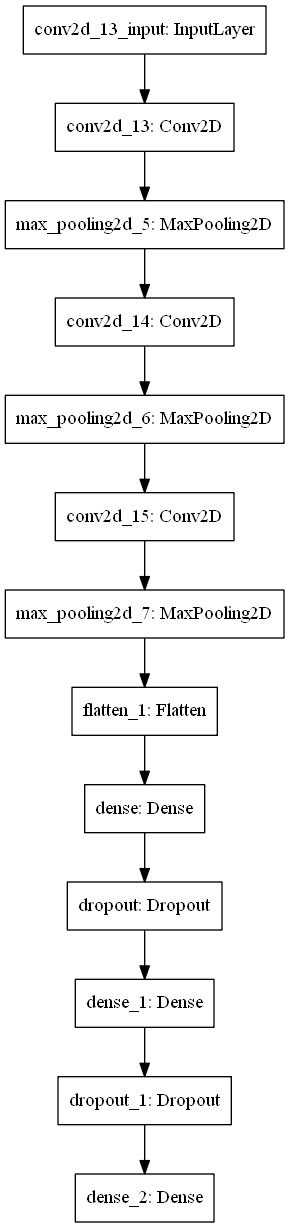 conv2d_13_input: InputLayer
conv2d_13: Conv2D
max_pooling2d_5: MaxPooling2D
conv2d_14: Conv2D
max_pooling2d_6: MaxPooling2D
conv2d_15: Conv2D
max_pooling2d_7: MaxPooling2D
flatten_1: Flatten
dense: Dense
dropout: Dropout
dense_1: Dense
dropout_1: Dropout
dense_2: Dense